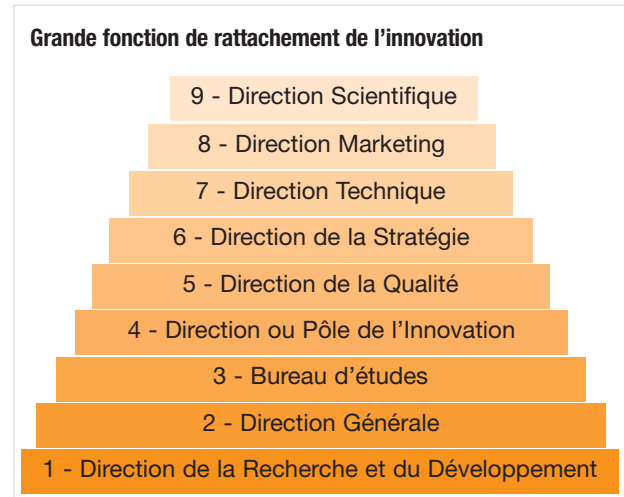 Grande fonction de rattachement de l’innovation
9 - Direction Scientifique
8 - Direction Marketing
7 - Direction Technique
6 - Direction de la Stratégie
5 - Direction de la Qualité
4 - Direction ou Pôle de l’Innovation
3 - Bureau d’études
2 - Direction Générale
1 - Direction de la Recherche et du Développement